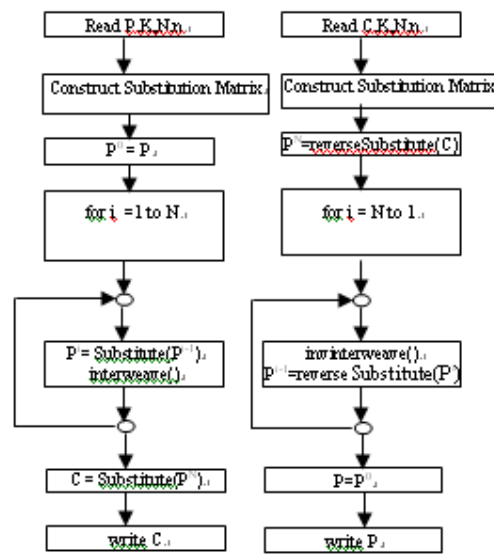 Read P,K,N,n
Construct Substitution Matrix
P⁰ = P
for i = 1 to N
Pⁱ = Substitute(Pⁱ⁻¹).
interweave()
C = Substitute(Pᴺ).
write C
Read C,K,N,n
Construct Substitution Matrix
Pᴺ=reverseSubstitute(C)
for i = N to 1
invinterweave().
Pⁱ⁻¹=reverse Substitute(Pⁱ)
P=P⁰
write P